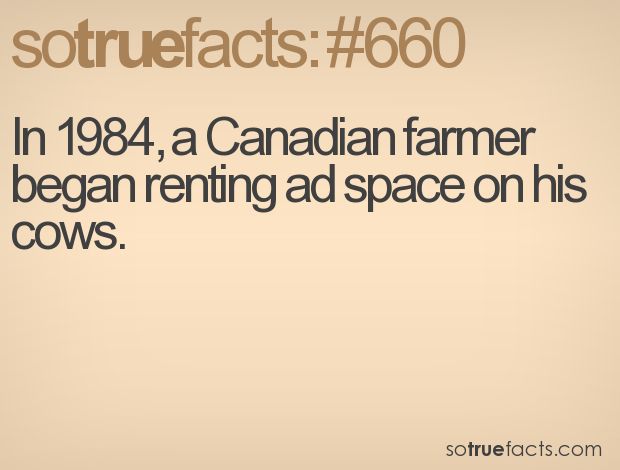 sotruefacts: #660
In 1984, a Canadian farmer
began renting ad space on his
cows.
sotruefacts.com